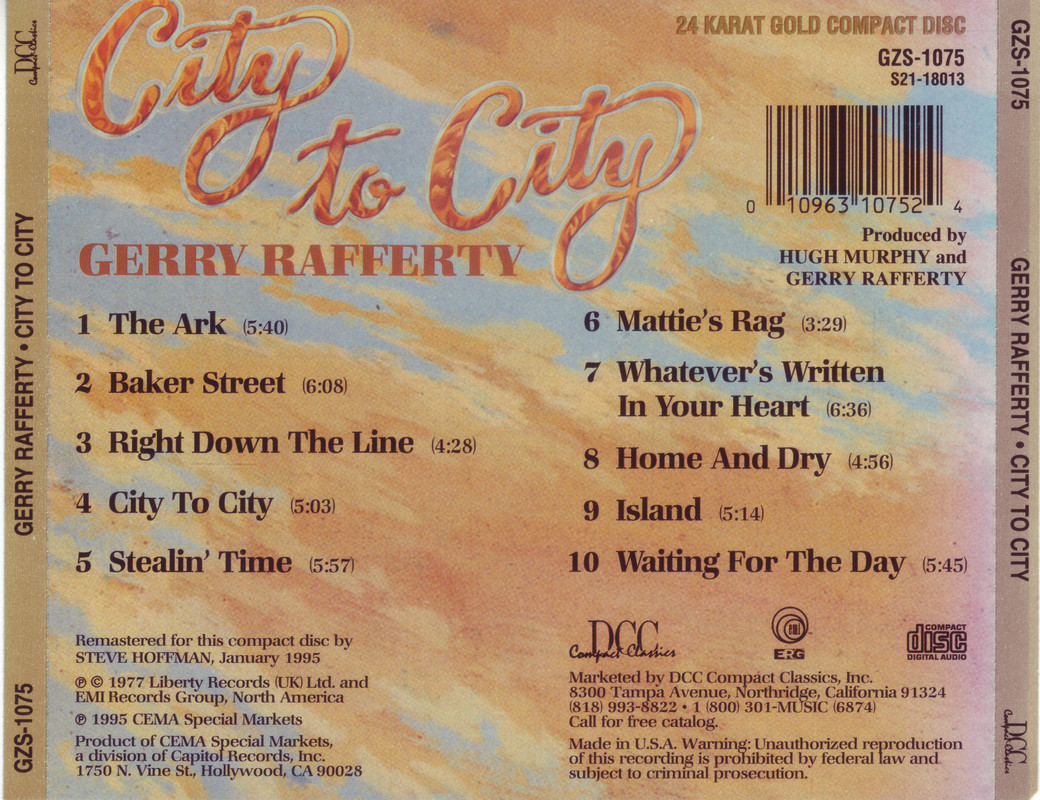 City
to City
GERRY RAFFERTY
24 KARAT GOLD COMPACT DISC
GZS-1075
S21-18013
0 10963 10752 4
Produced by
HUGH MURPHY and
GERRY RAFFERTY
1 The Ark (5:40)
2 Baker Street (6:08)
3 Right Down The Line (4:28)
4 City To City (5:03)
5 Stealin' Time (5:57)
6 Mattie's Rag (3:29)
7 Whatever's Written
In Your Heart (6:36)
8 Home And Dry (4:56)
9 Island (5:14)
10 Waiting For The Day (5:45)
Remastered for this compact disc by
STEVE HOFFMAN, January 1995
℗ © 1977 Liberty Records (UK) Ltd. and
EMI Records Group, North America
℗ 1995 CEMA Special Markets
Product of CEMA Special Markets,
a division of Capitol Records, Inc.
1750 N. Vine St., Hollywood, CA 90028
DCC
Compact Classics
emi
ERG
COMPACT
disc
DIGITAL AUDIO
Marketed by DCC Compact Classics, Inc.
8300 Tampa Avenue, Northridge, California 91324
(818) 993-8822 • 1 (800) 301-MUSIC (6874)
Call for free catalog.
Made in U.S.A. Warning: Unauthorized reproduction
of this recording is prohibited by federal law and
subject to criminal prosecution.
GZS-1075
GERRY RAFFERTY • CITY TO CITY
DCC
Compact Classics
GZS-1075
GERRY RAFFERTY • CITY TO CITY
DCC
Compact Classics